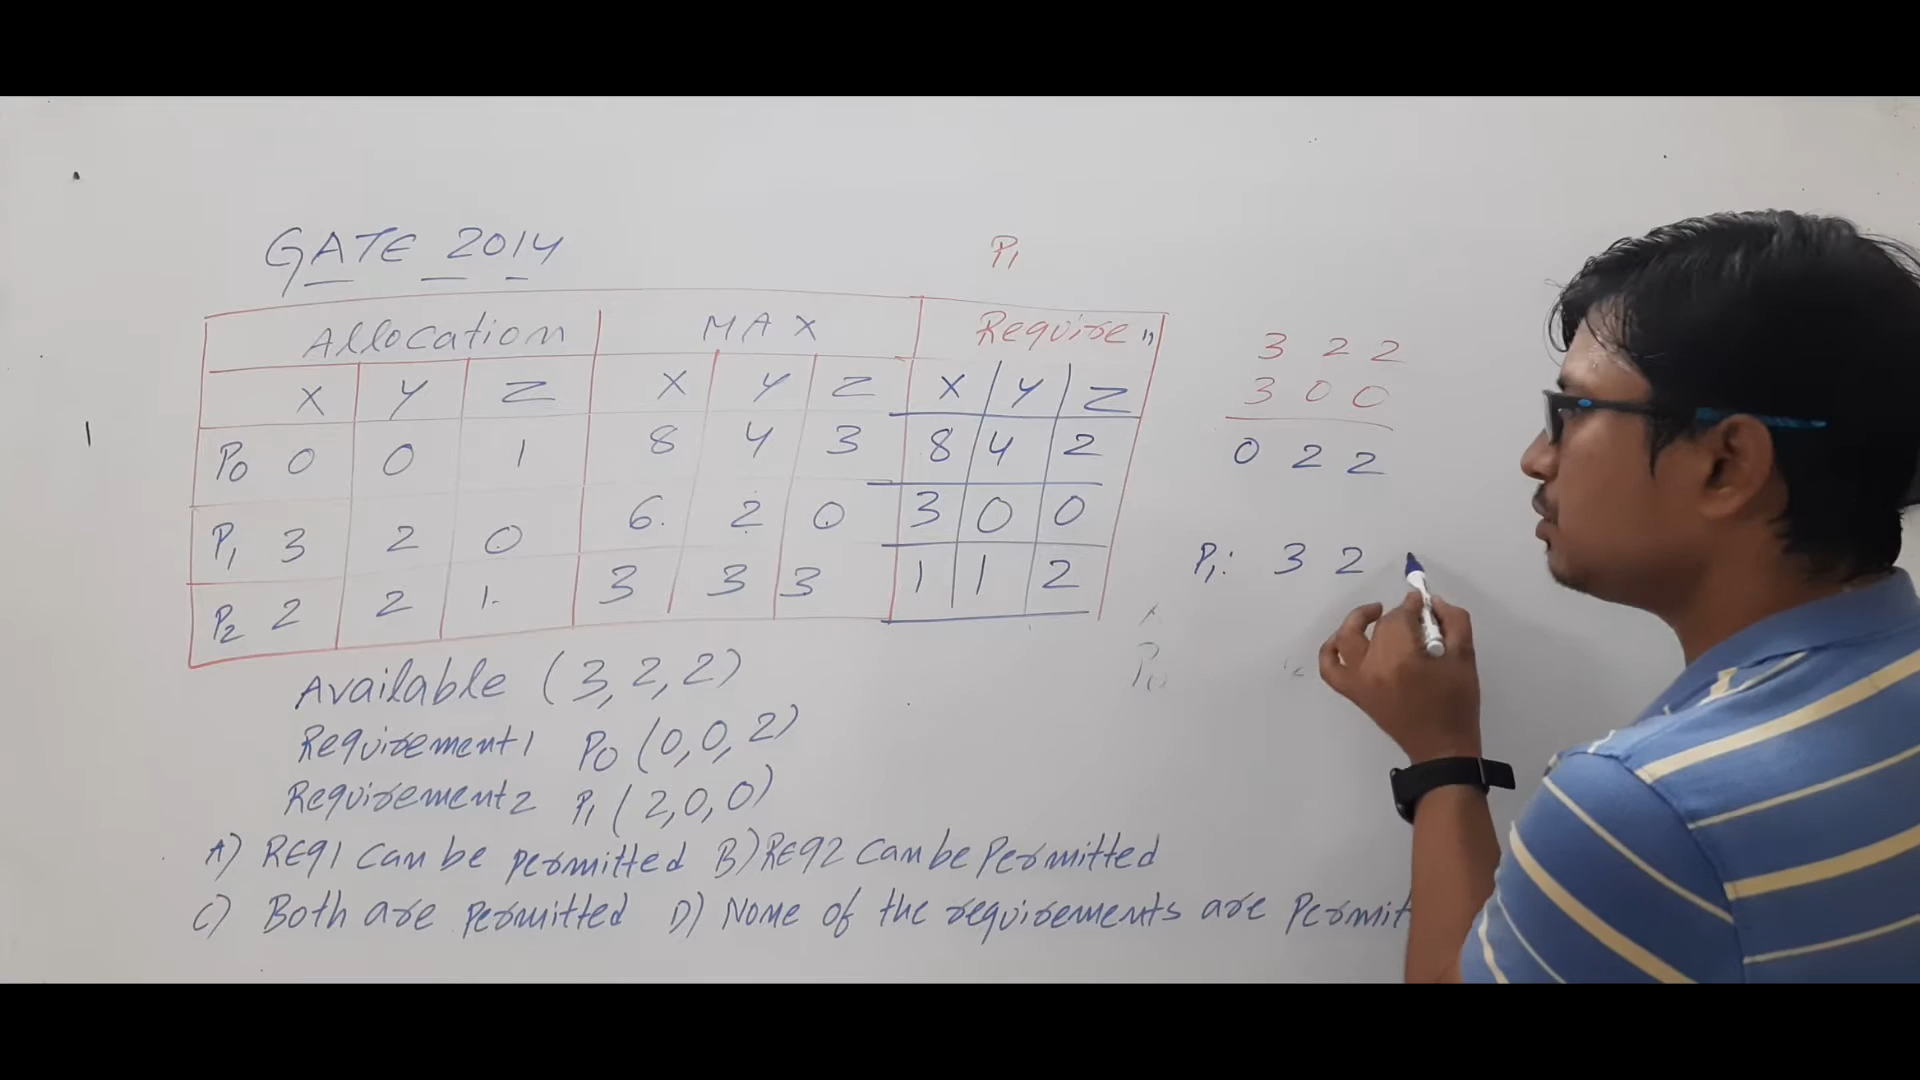 GATE 2014
P1
Allocation MAX Require n
X Y Z X Y Z X Y Z
P0 0 0 1 8 4 3 8 4 2
P1 3 2 0 6 2 0 3 0 0
P2 2 2 1 3 3 3 1 1 2
Available (3, 2, 2)
Requirement1 P0 (0, 0, 2)
Requirement2 P1 (2, 0, 0)
A) REQ1 can be permitted B) REQ2 Can be Permitted
C) Both are permitted D) None of the requirements are Permit
3 2 2
3 0 0
0 2 2
P1: 3 2